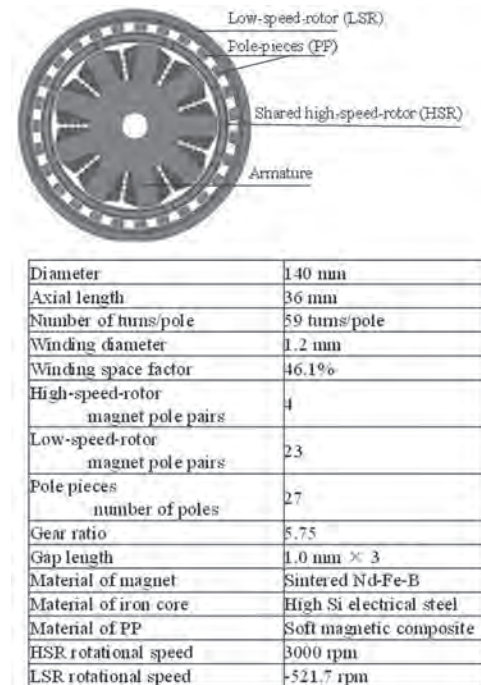 Low-speed-rotor (LSR)
Pole-pieces (PP)
Shared high-speed-rotor (HSR)
Armature
Diameter 140 mm
Axial length 36 mm
Number of turns/pole 59 turns/pole
Winding diameter 1.2 mm
Winding space factor 46.1%
High-speed-rotor
magnet pole pairs 4
Low-speed-rotor
magnet pole pairs 23
Pole pieces
number of poles 27
Gear ratio 5.75
Gap length 1.0 mm × 3
Material of magnet Sintered Nd-Fe-B
Material of iron core High Si electrical steel
Material of PP Soft magnetic composite
HSR rotational speed 3000 rpm
LSR rotational speed -521.7 rpm